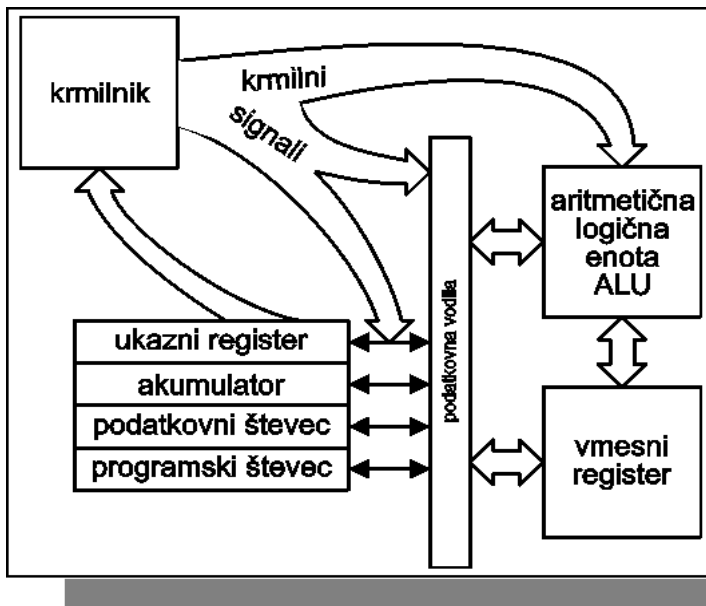 krmilnik
krmilni
signali
aritmetična
logična
enota
ALU
ukazni register
akumulator
podatkovni števec
programski števec
podatkovna vodila
vmesni
register